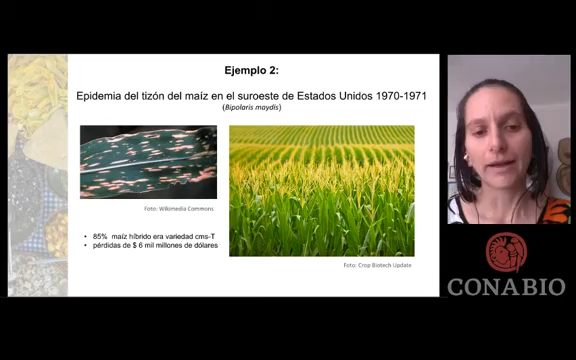 Ejemplo 2:
Epidemia del tizón del maíz en el suroeste de Estados Unidos 1970-1971
(Bipolaris maydis)
Foto: Wikimedia Commons
• 85% maíz híbrido era variedad cms-T
• pérdidas de $ 6 mil millones de dólares
Foto: Crop Biotech Update
CONABIO